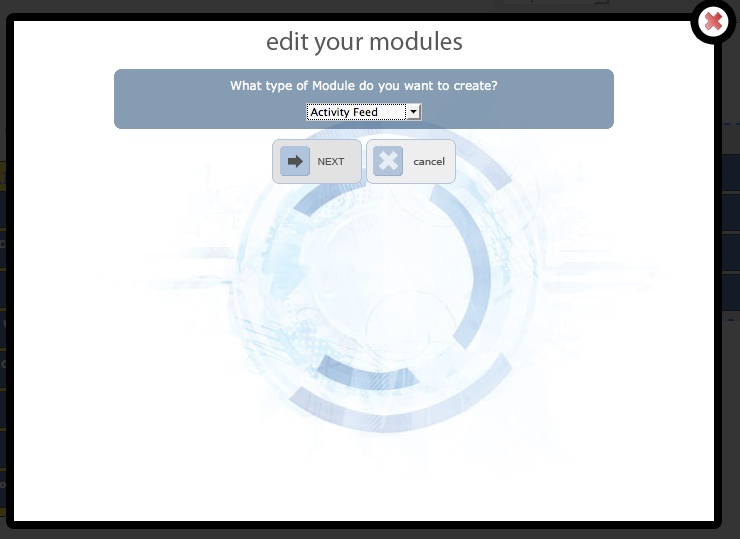 edit your modules
What type of Module do you want to create?
Activity Feed
NEXT
cancel